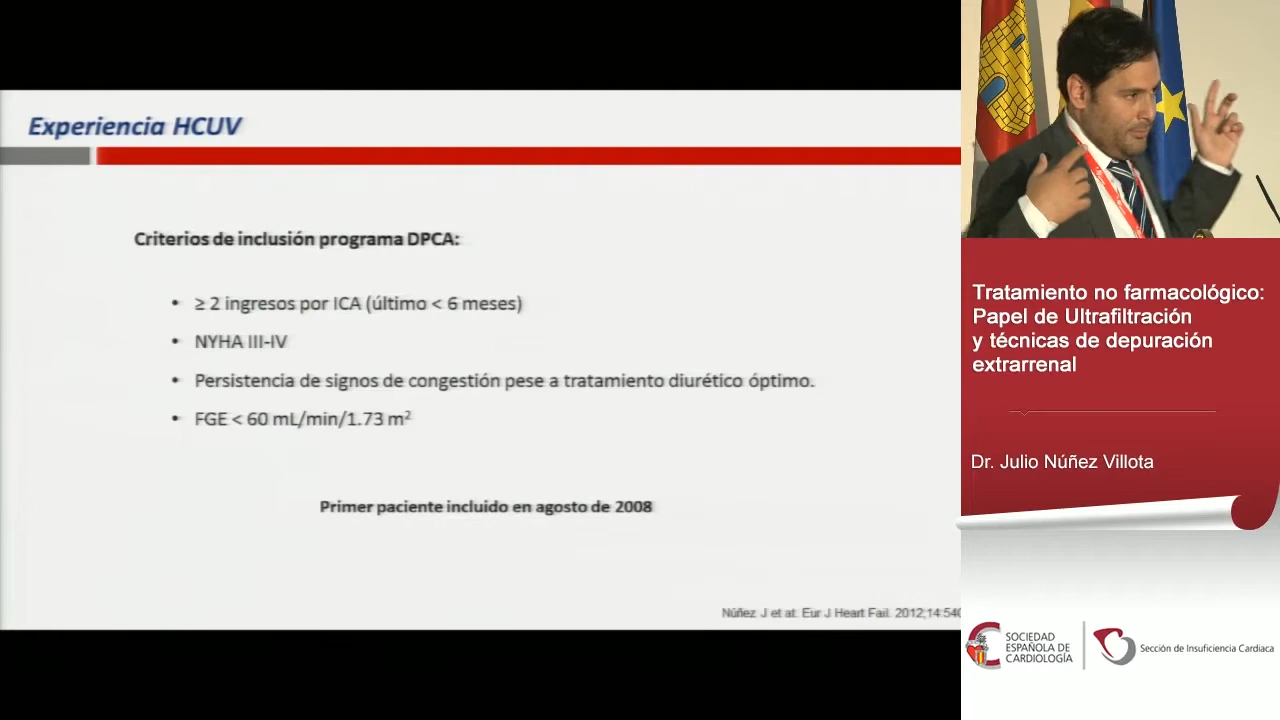 Experiencia HCUV
Criterios de inclusión programa DPCA:
• ≥ 2 ingresos por ICA (último < 6 meses)
• NYHA III-IV
• Persistencia de signos de congestión pese a tratamiento diurético óptimo.
• FGE < 60 mL/min/1.73 m²
Primer paciente incluido en agosto de 2008
Núñez J et at. Eur J Heart Fail. 2012;14:540
Tratamiento no farmacológico:
Papel de Ultrafiltración
y técnicas de depuración
extrarrenal
Dr. Julio Núñez Villota
SOCIEDAD
ESPAÑOLA DE
CARDIOLOGÍA
Sección de Insuficiencia Cardiaca